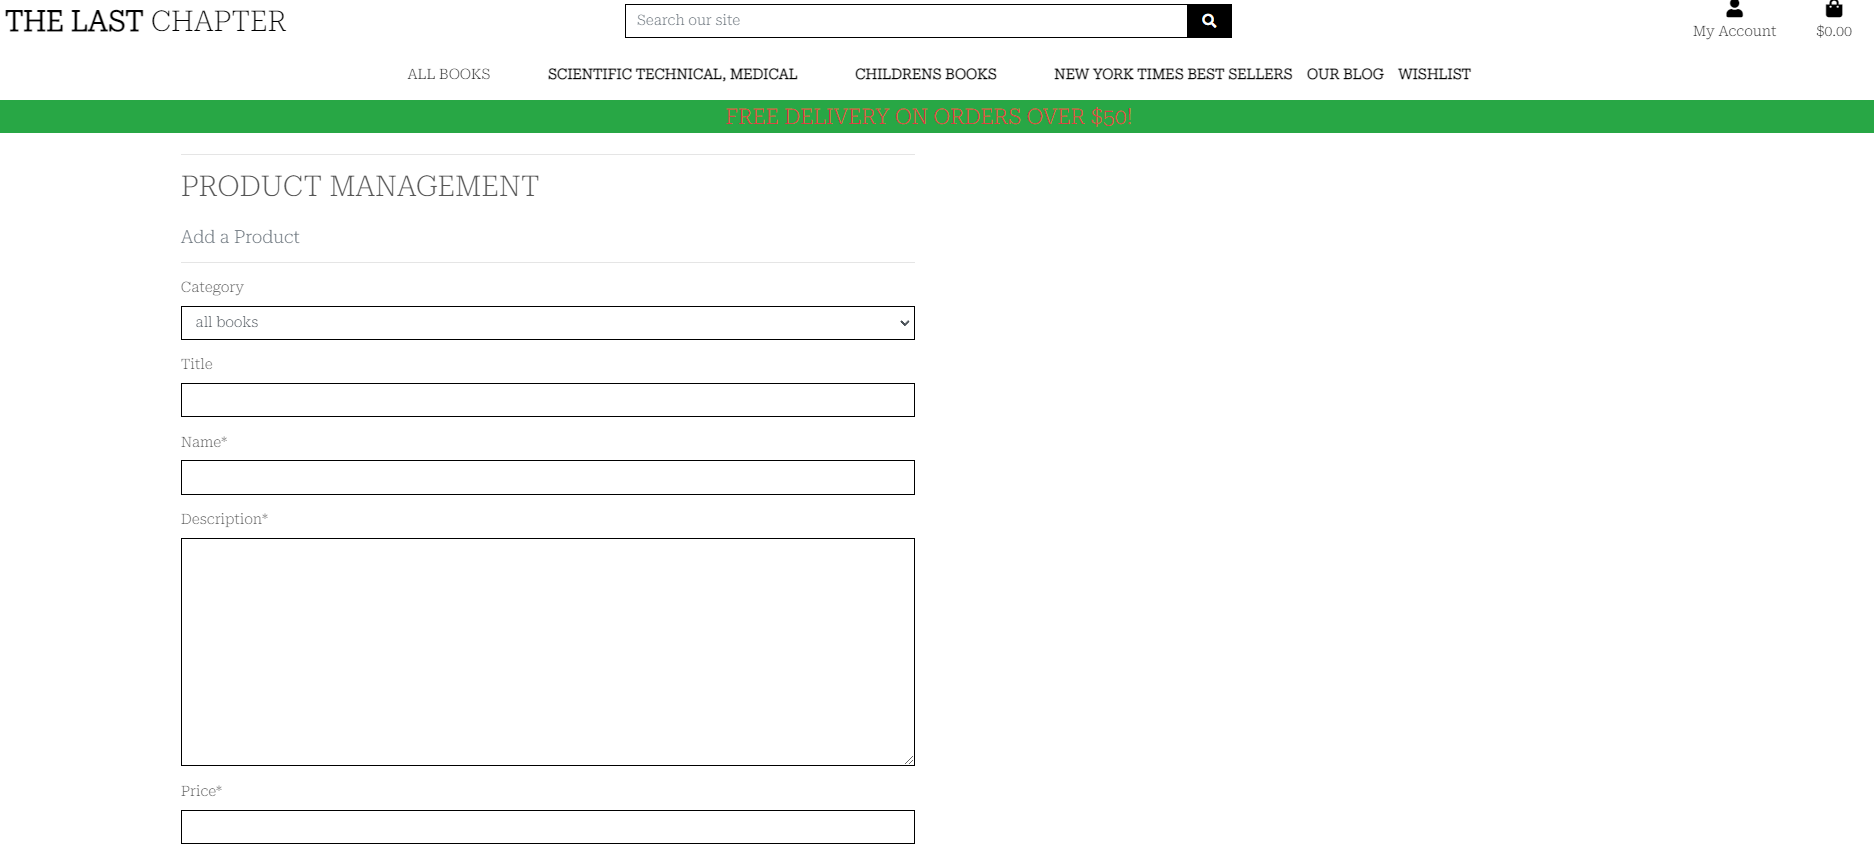 THE LAST CHAPTER
Search our site
My Account
$0.00
ALL BOOKS SCIENTIFIC TECHNICAL, MEDICAL CHILDRENS BOOKS NEW YORK TIMES BEST SELLERS OUR BLOG WISHLIST
FREE DELIVERY ON ORDERS OVER $50!
PRODUCT MANAGEMENT
Add a Product
Category
all books
Title
Name*
Description*
Price*